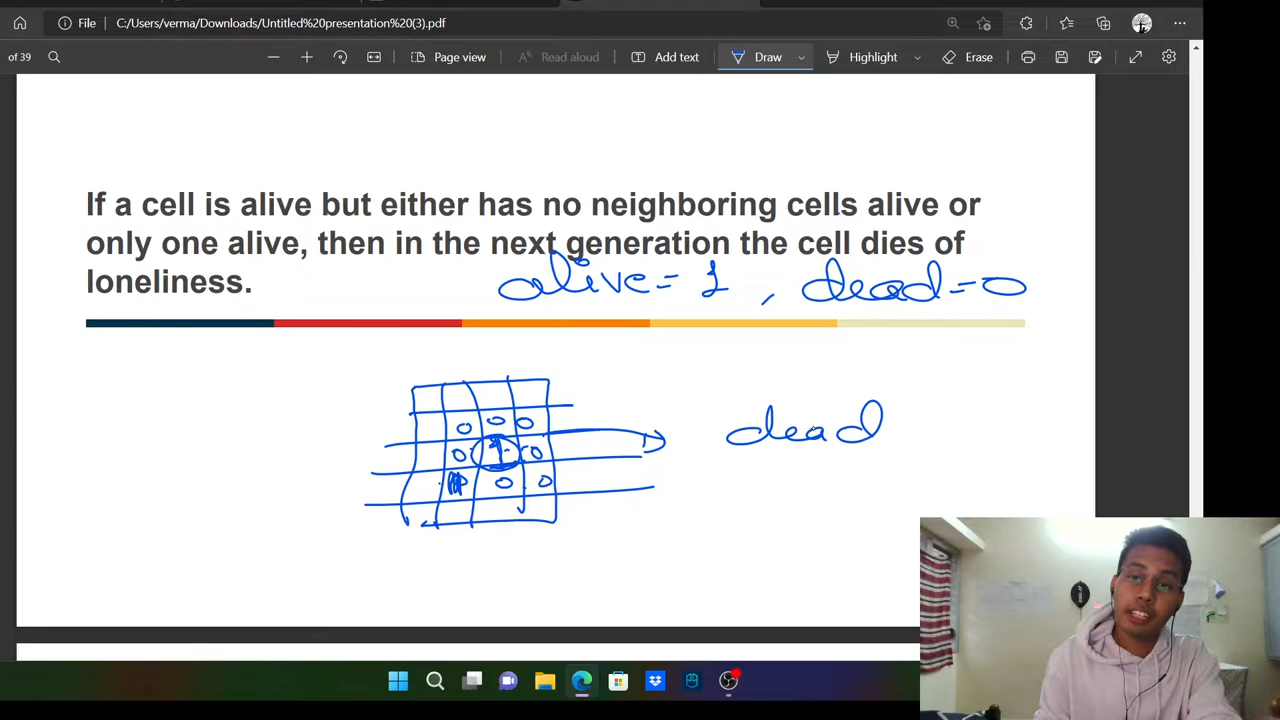 File
C:/Users/verma/Downloads/Untitled%20presentation%20(3).pdf
of 39
Page view
Read aloud
Add text
Draw
Highlight
Erase
If a cell is alive but either has no neighboring cells alive or
only one alive, then in the next generation the cell dies of
loneliness.
alive = 1 , dead = 0
0 0 0
0 1 0
0 0
dead